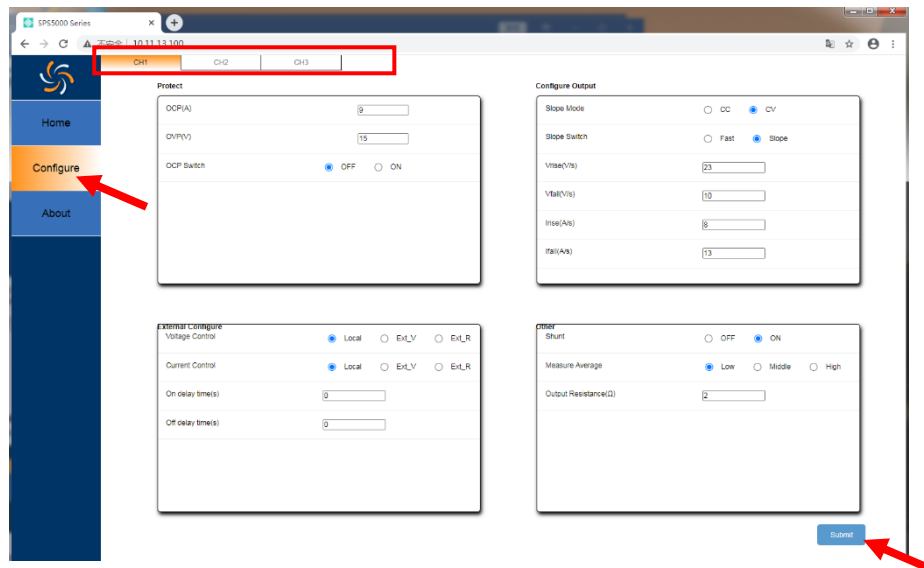 SPS5000 Series
不安全 10.11.13.100
CH1 CH2 CH3
Home
Configure
About
Protect
OCP(A) 9
OVP(V) 15
OCP Switch OFF ON
Configure Output
Slope Mode CC CV
Slope Switch Fast Slope
Vrise(V/s) 23
Vfall(V/s) 10
Irise(A/s) 8
Ifall(A/s) 13
External Configure
Voltage Control Local Ext_V Ext_R
Current Control Local Ext_V Ext_R
On delay time(s) 0
Off delay time(s) 0
Other
Shunt OFF ON
Measure Average Low Middle High
Output Resistance(Ω) 2
Submit